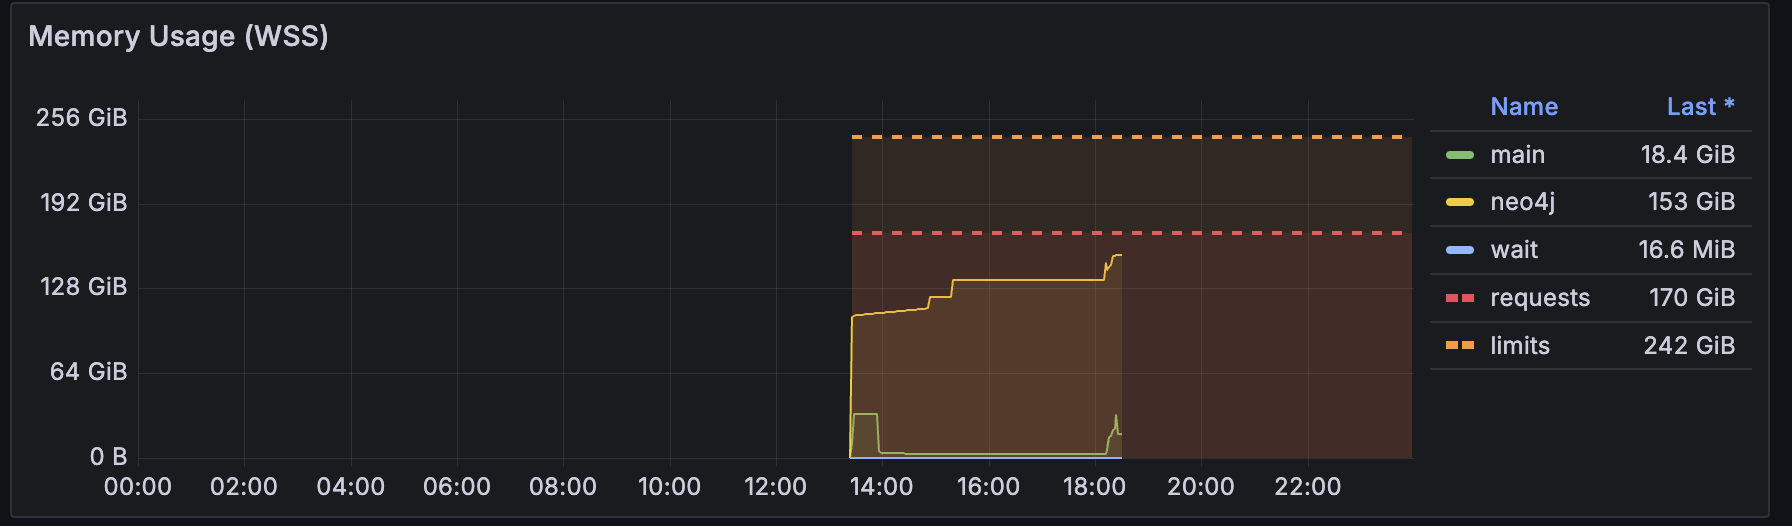 Memory Usage (WSS)
256 GiB
192 GiB
128 GiB
64 GiB
0 B
00:00 02:00 04:00 06:00 08:00 10:00 12:00 14:00 16:00 18:00 20:00 22:00
Name Last *
main 18.4 GiB
neo4j 153 GiB
wait 16.6 MiB
requests 170 GiB
limits 242 GiB